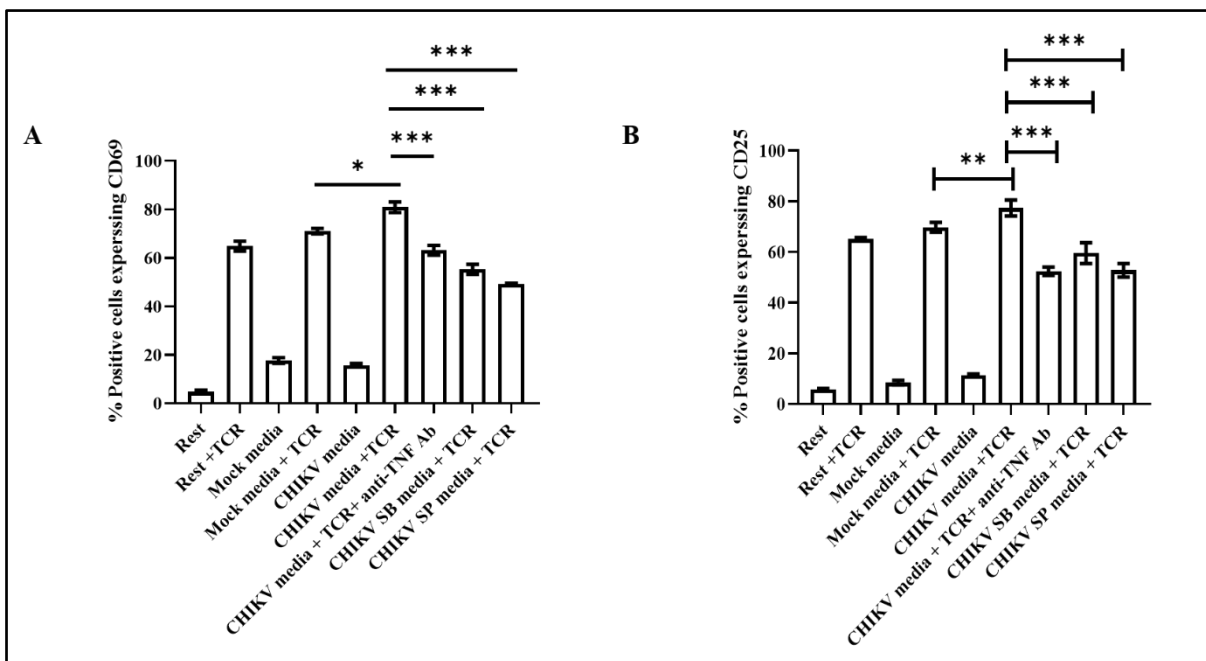 A
% Positive cells experssing CD69
100
80
60
40
20
0
*
***
***
***
Rest
Rest +TCR
Mock media
Mock media + TCR
CHIKV media
CHIKV media +TCR
CHIKV media + TCR+ anti-TNF Ab
CHIKV SB media + TCR
CHIKV SP media + TCR
B
% Positive cells experssing CD25
100
80
60
40
20
0
**
***
***
***
Rest
Rest +TCR
Mock media
Mock media + TCR
CHIKV media
CHIKV media +TCR
CHIKV media + TCR+ anti-TNF Ab
CHIKV SB media + TCR
CHIKV SP media + TCR